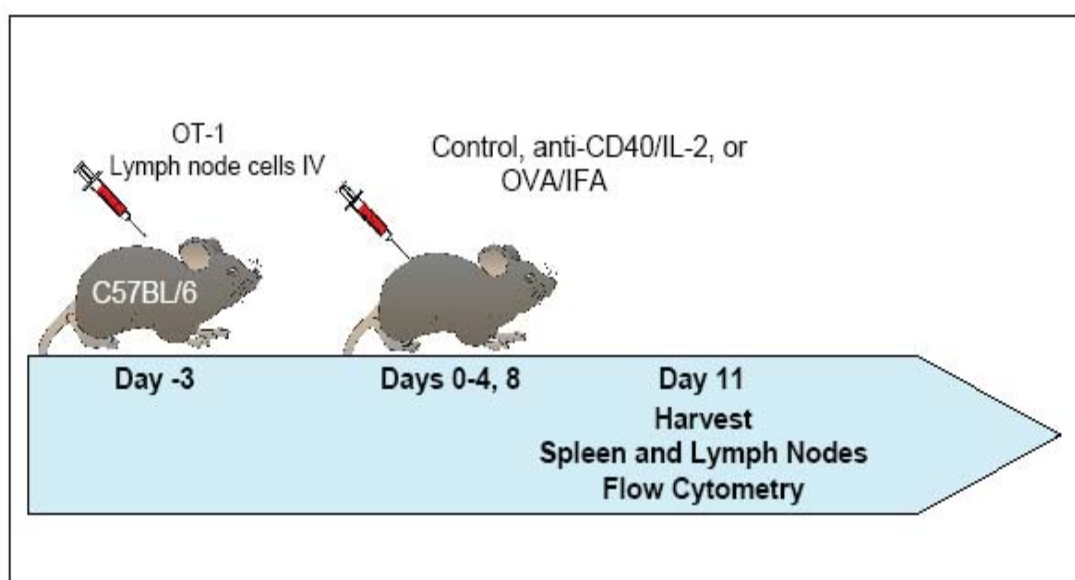 OT-1
Lymph node cells IV
Control, anti-CD40/IL-2, or
OVA/IFA
C57BL/6
Day -3
Days 0-4, 8
Day 11
Harvest
Spleen and Lymph Nodes
Flow Cytometry